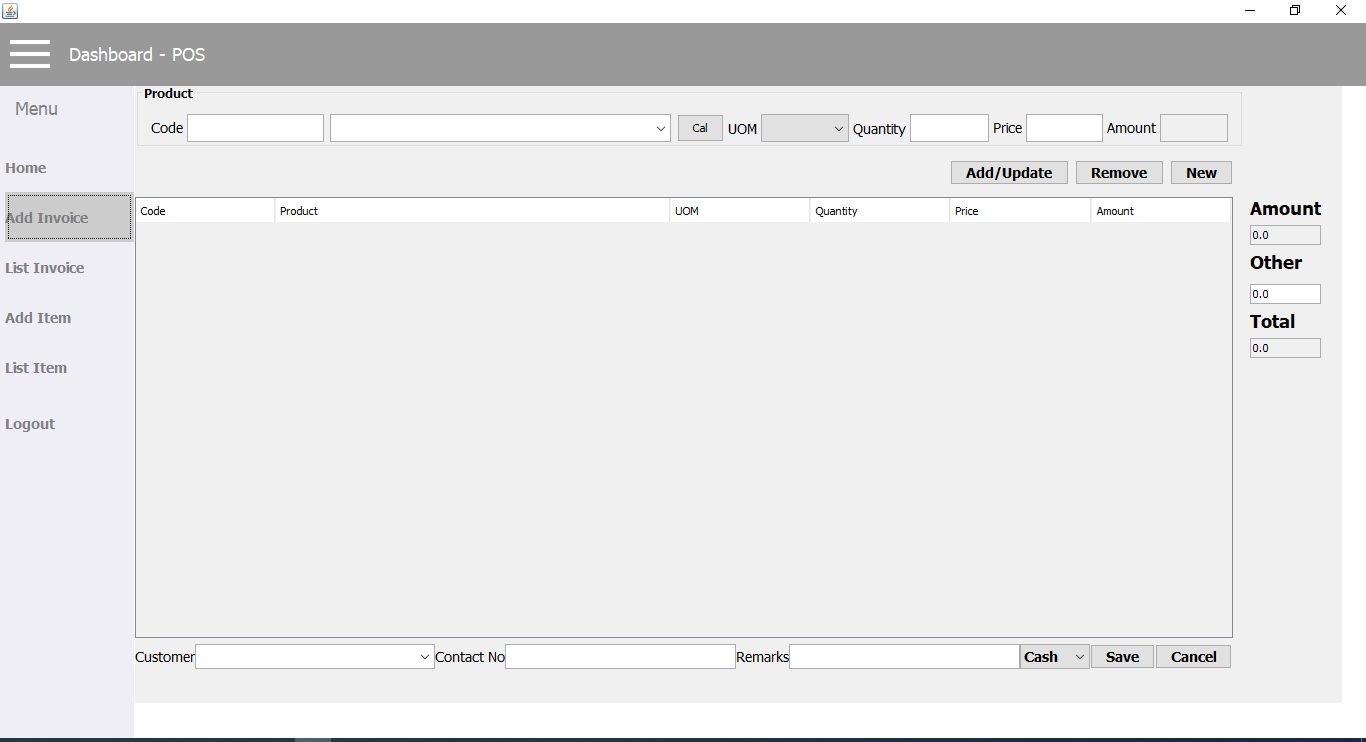 Dashboard - POS
Menu
Home
Add Invoice
List Invoice
Add Item
List Item
Logout
Product
Code Cal UOM Quantity Price Amount
Add/Update Remove New
Code Product UOM Quantity Price Amount
Amount
0.0
Other
0.0
Total
0.0
Customer Contact No Remarks Cash Save Cancel